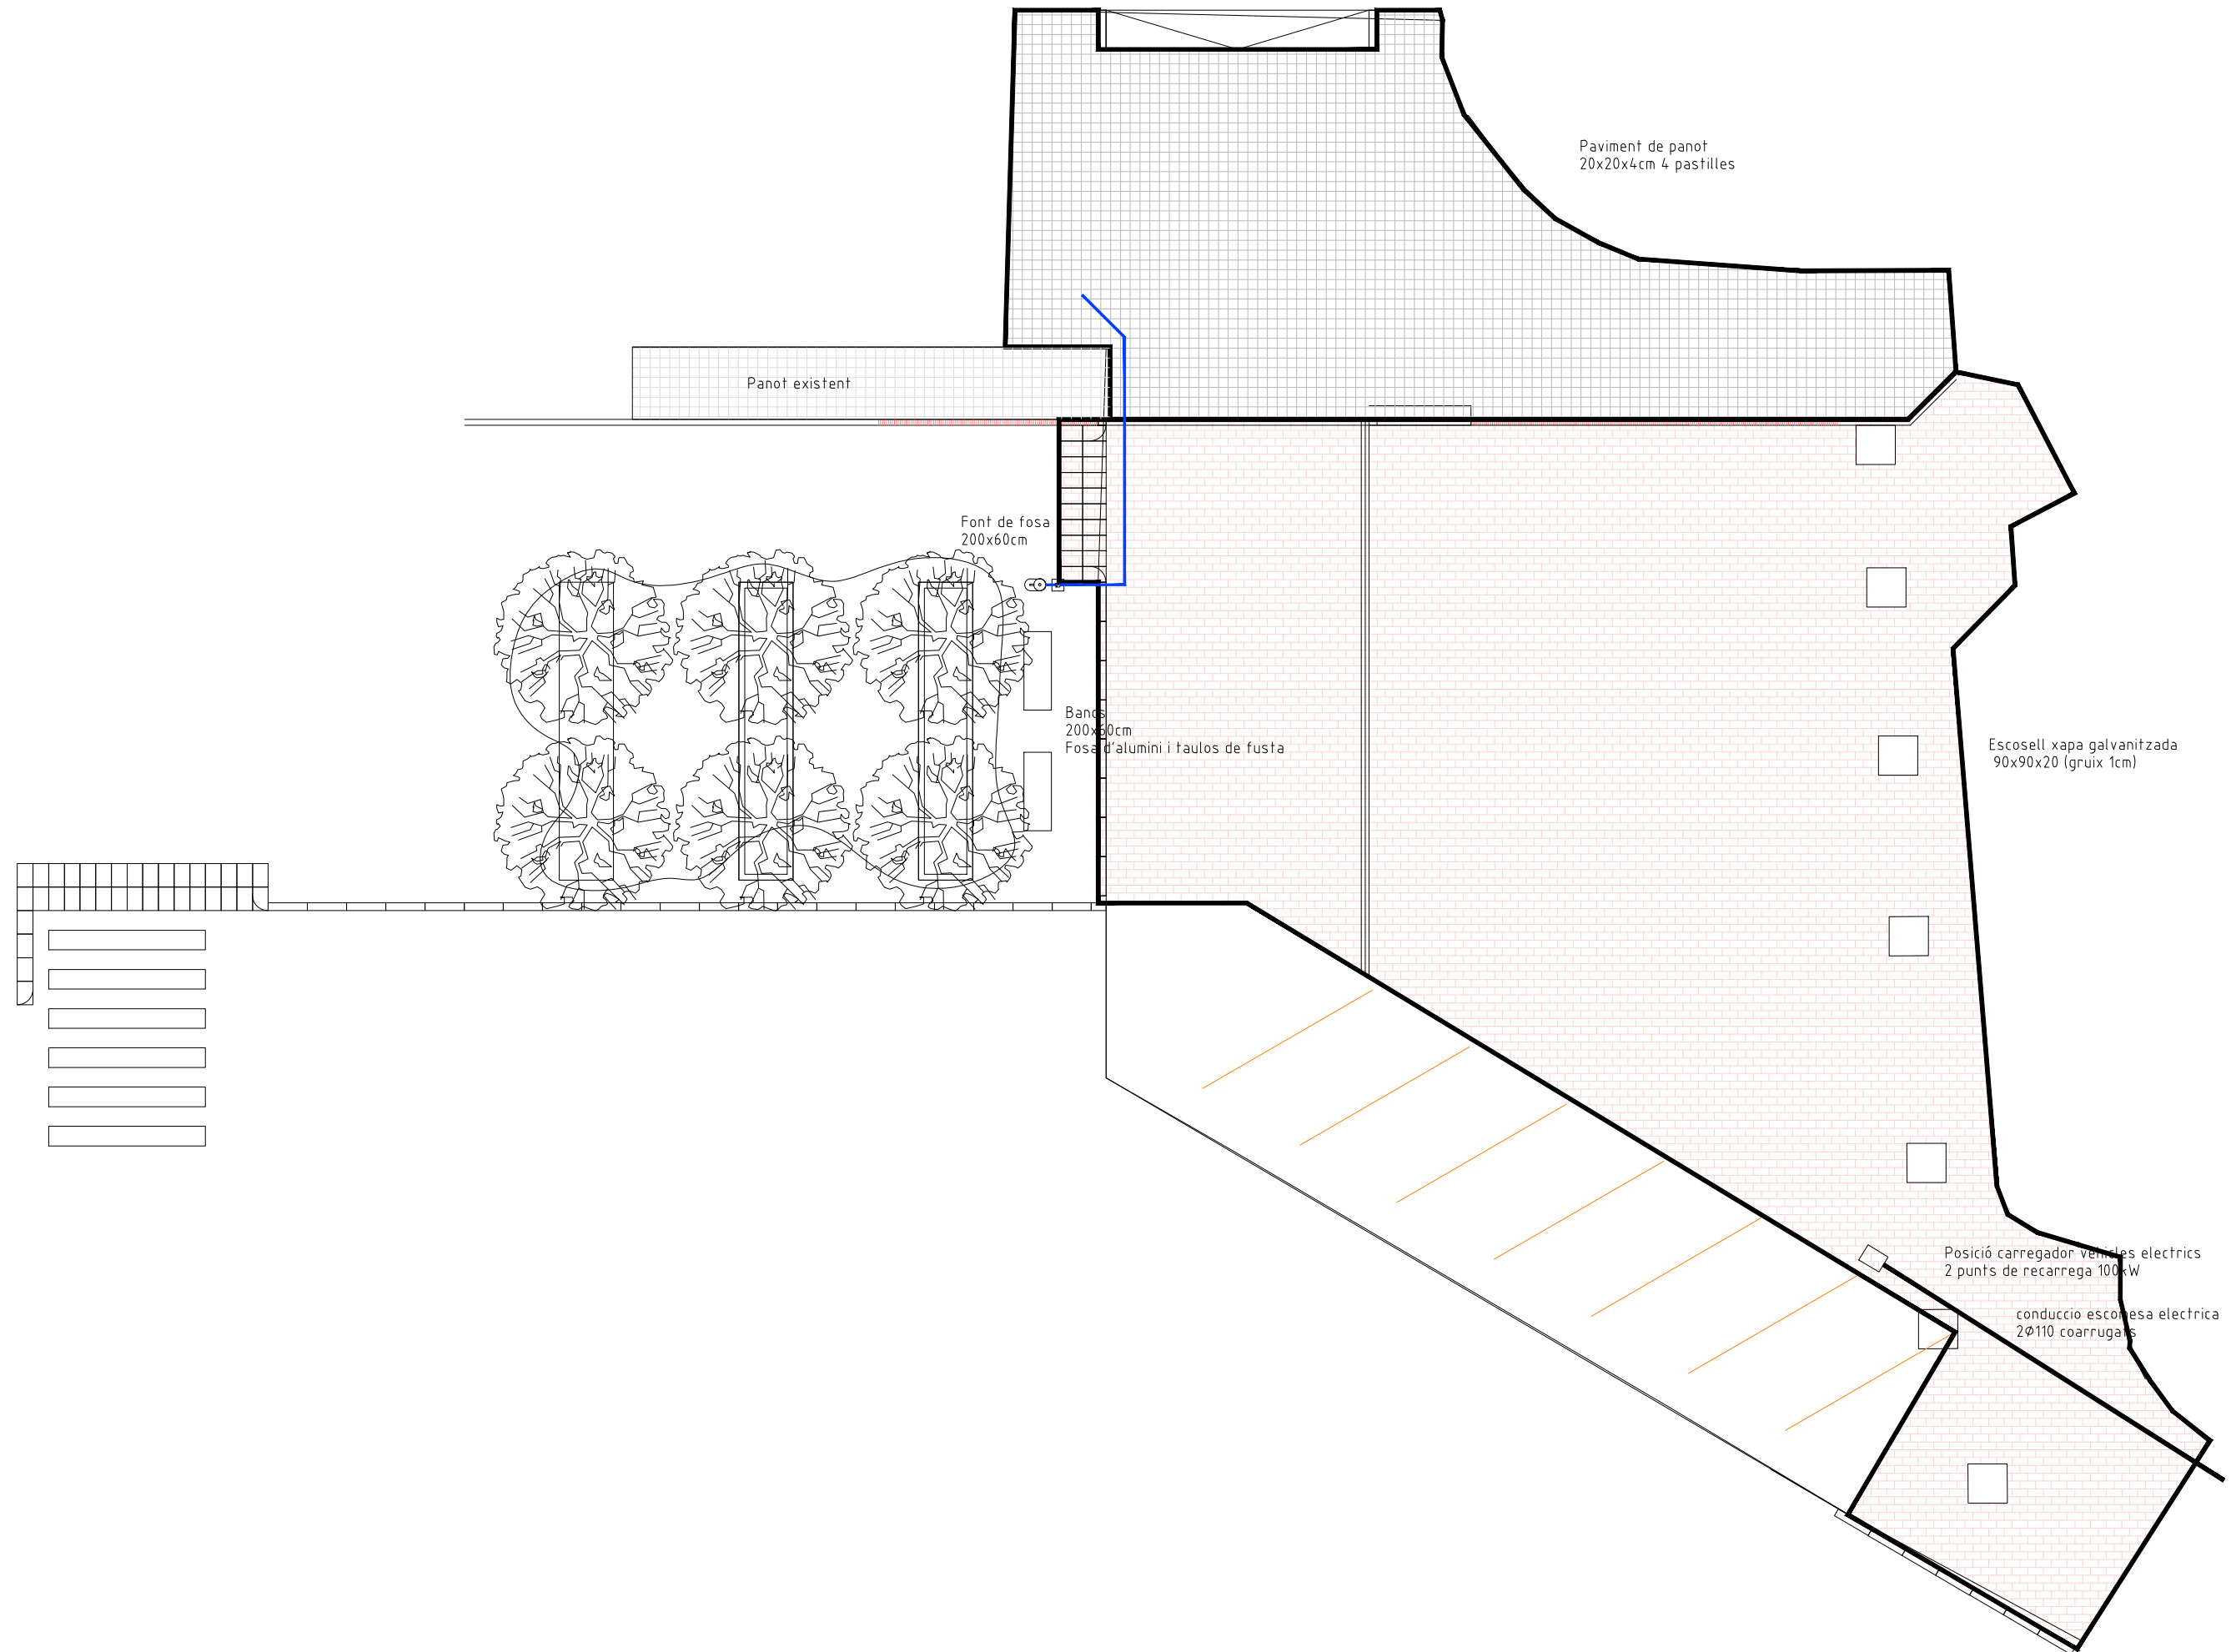 Paviment de panot
20x20x4cm 4 pastilles
Panot existent
Font de fosa
200x60cm
Bancs
200x60cm
Fosa d'alumini i taulos de fusta
Escosell xapa galvanitzada
90x90x20 (gruix 1cm)
Posició carregador vehicles electrics
2 punts de recarrega 100kW
conduccio escomesa electrica
2Ø110 coarrugats